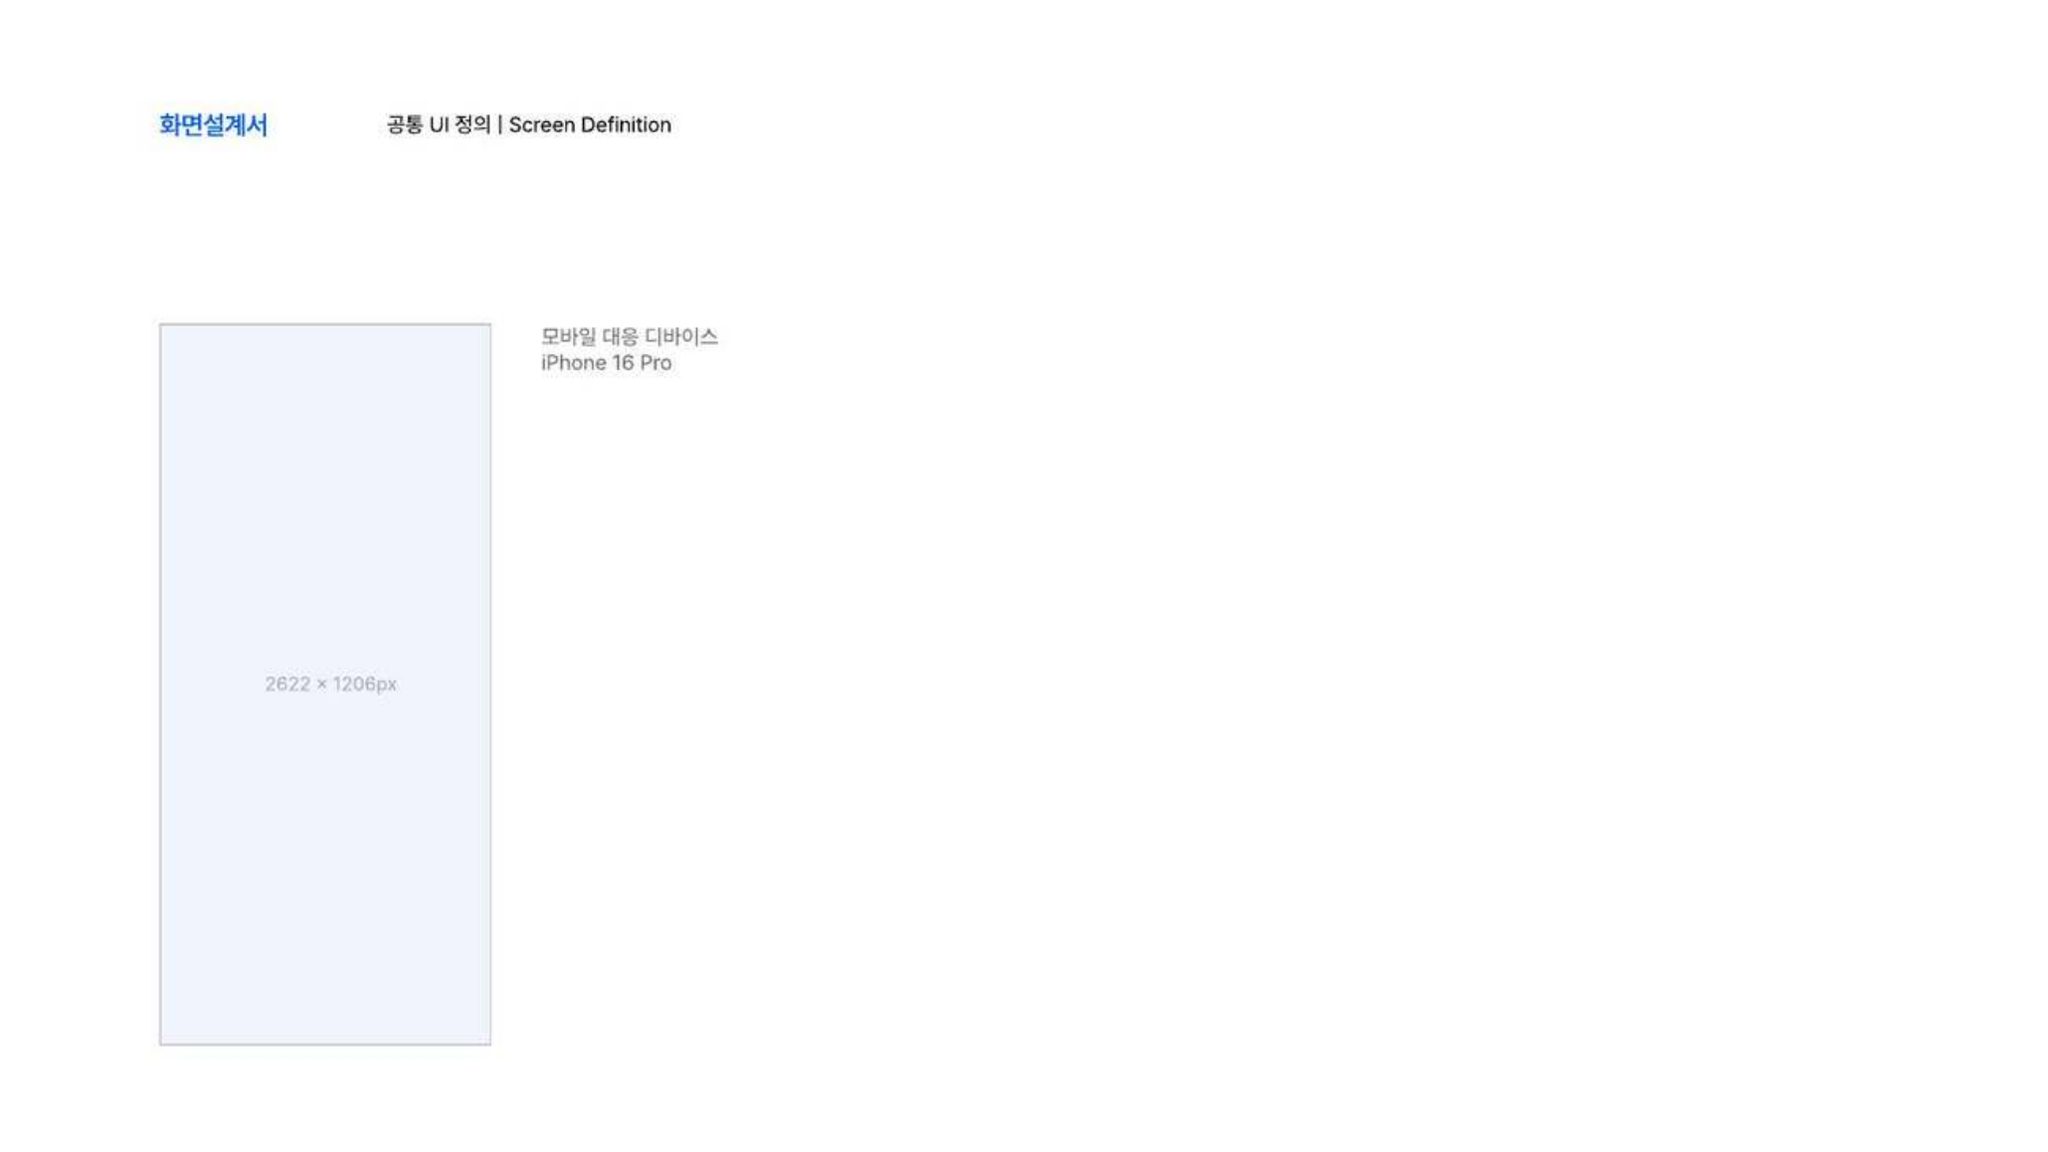 화면설계서
공통 UI 정의 | Screen Definition
모바일 대응 디바이스
iPhone 16 Pro
2622 × 1206px